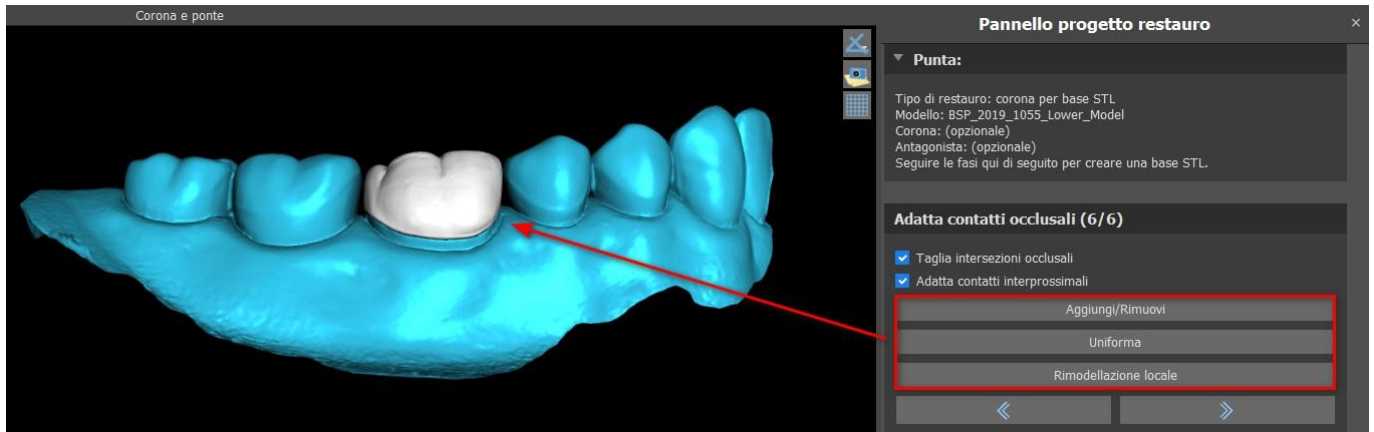 Corona e ponte
Pannello progetto restauro
Punta:
Tipo di restauro: corona per base STL
Modello: BSP_2019_1055_Lower_Model
Corona: (opzionale)
Antagonista: (opzionale)
Seguire le fasi qui di seguito per creare una base STL.
Adatta contatti occlusali (6/6)
Taglia intersezioni occlusali
Adatta contatti interprossimali
Aggiungi/Rimuovi
Uniforma
Rimodellazione locale